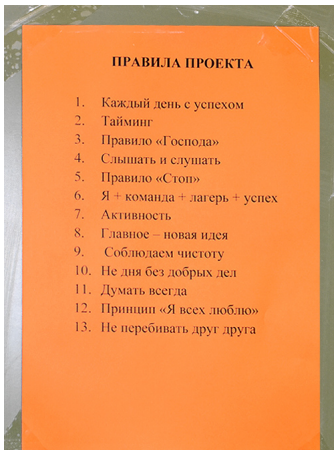 ПРАВИЛА ПРОЕКТА
1. Каждый день с успехом
2. Тайминг
3. Правило «Господа»
4. Слышать и слушать
5. Правило «Стоп»
6. Я + команда + лагерь + успех
7. Активность
8. Главное – новая идея
9. Соблюдаем чистоту
10. Не дня без добрых дел
11. Думать всегда
12. Принцип «Я всех люблю»
13. Не перебивать друг друга